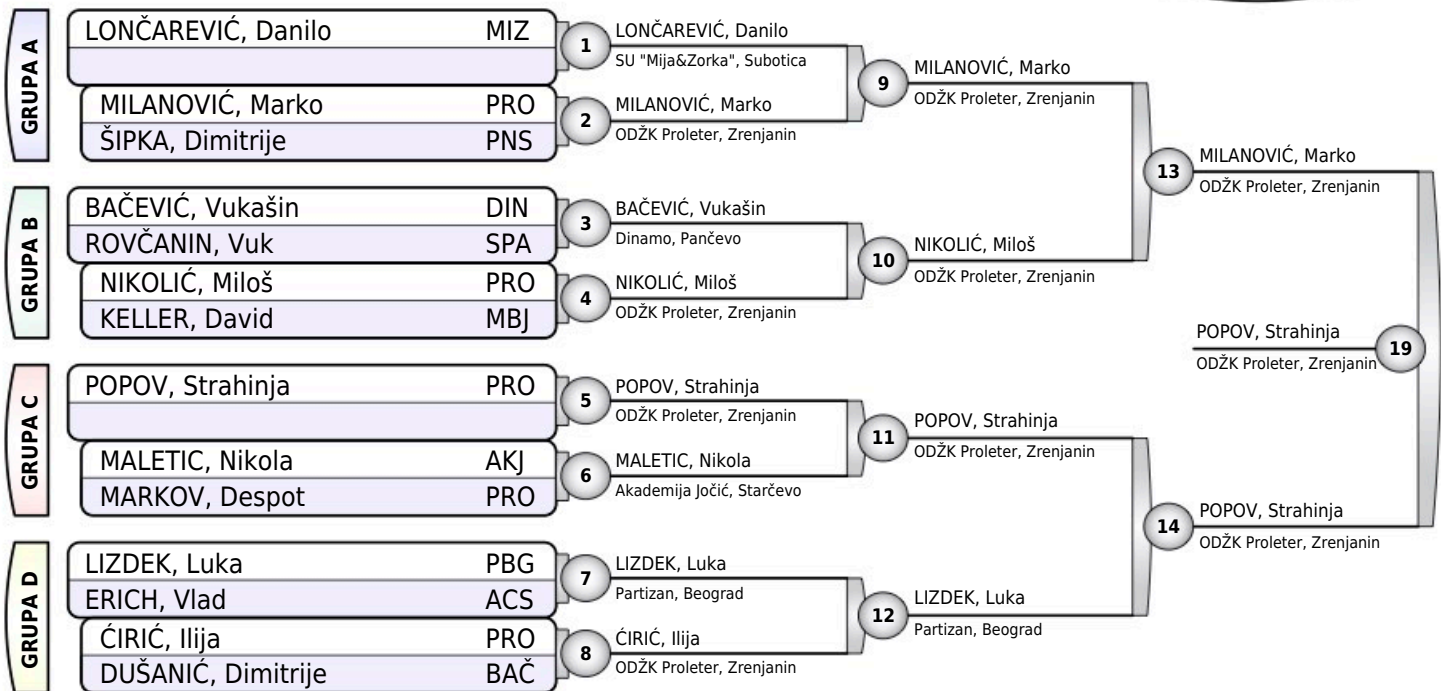 GRUPA A
LONČAREVIĆ, Danilo MIZ
MILANOVIĆ, Marko PRO
ŠIPKA, Dimitrije PNS
GRUPA B
BAČEVIĆ, Vukašin DIN
ROVČANIN, Vuk SPA
NIKOLIĆ, Miloš PRO
KELLER, David MBJ
GRUPA C
POPOV, Strahinja PRO
MALETIC, Nikola AKJ
MARKOV, Despot PRO
GRUPA D
LIZDEK, Luka PBG
ERICH, Vlad ACS
ĆIRIĆ, Ilija PRO
DUŠANIĆ, Dimitrije BAČ
1
LONČAREVIĆ, Danilo
SU "Mija&Zorka", Subotica
2
MILANOVIĆ, Marko
ODŽK Proleter, Zrenjanin
3
BAČEVIĆ, Vukašin
Dinamo, Pančevo
4
NIKOLIĆ, Miloš
ODŽK Proleter, Zrenjanin
5
POPOV, Strahinja
ODŽK Proleter, Zrenjanin
6
MALETIC, Nikola
Akademija Jočić, Starčevo
7
LIZDEK, Luka
Partizan, Beograd
8
ĆIRIĆ, Ilija
ODŽK Proleter, Zrenjanin
9
MILANOVIĆ, Marko
ODŽK Proleter, Zrenjanin
10
NIKOLIĆ, Miloš
ODŽK Proleter, Zrenjanin
11
POPOV, Strahinja
ODŽK Proleter, Zrenjanin
12
LIZDEK, Luka
Partizan, Beograd
13
MILANOVIĆ, Marko
ODŽK Proleter, Zrenjanin
14
POPOV, Strahinja
ODŽK Proleter, Zrenjanin
POPOV, Strahinja
ODŽK Proleter, Zrenjanin
19